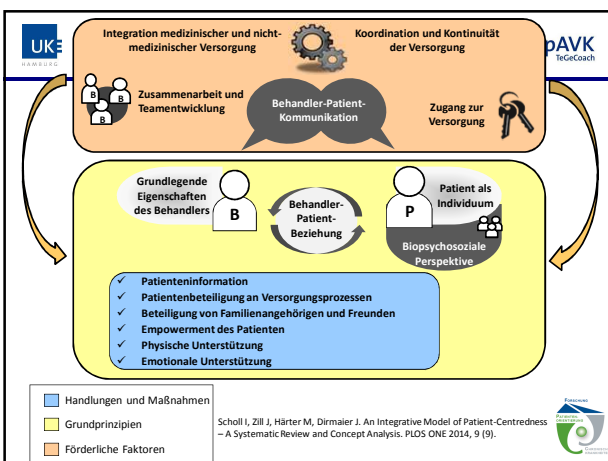 UKE
HAMBURG
Integration medizinischer und nicht-
medizinischer Versorgung
Koordination und Kontinuität
der Versorgung
pAVK
TeGeCoach
B
B
B
Zusammenarbeit und
Teamentwicklung
Behandler-Patient-
Kommunikation
Zugang zur
Versorgung
Grundlegende
Eigenschaften
des Behandlers
B
Behandler-
Patient-
Beziehung
P
Patient als
Individuum
Biopsychosoziale
Perspektive
✓ Patienteninformation
✓ Patientenbeteiligung an Versorgungsprozessen
✓ Beteiligung von Familienangehörigen und Freunden
✓ Empowerment des Patienten
✓ Physische Unterstützung
✓ Emotionale Unterstützung
Handlungen und Maßnahmen
Grundprinzipien
Förderliche Faktoren
Scholl I, Zill J, Härter M, Dirmaier J. An Integrative Model of Patient-Centredness
– A Systematic Review and Concept Analysis. PLOS ONE 2014, 9 (9).
FORSCHUNG